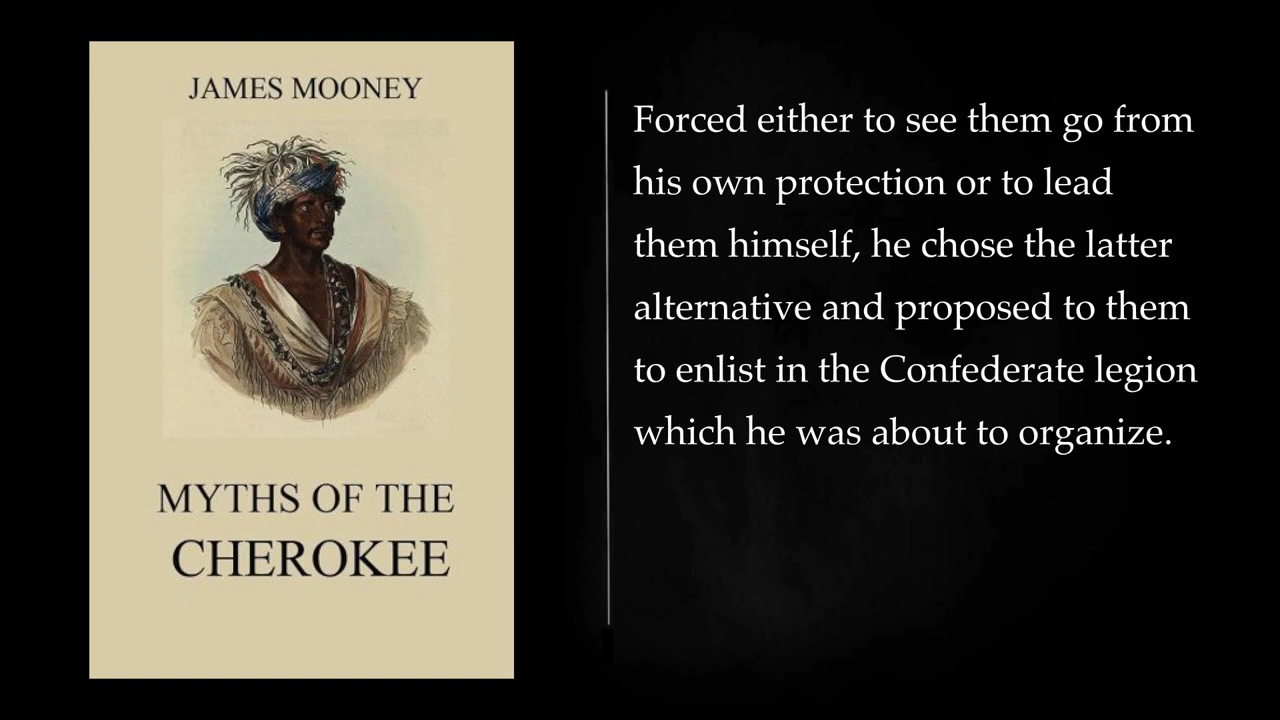 JAMES MOONEY
MYTHS OF THE
CHEROKEE
Forced either to see them go from
his own protection or to lead
them himself, he chose the latter
alternative and proposed to them
to enlist in the Confederate legion
which he was about to organize.